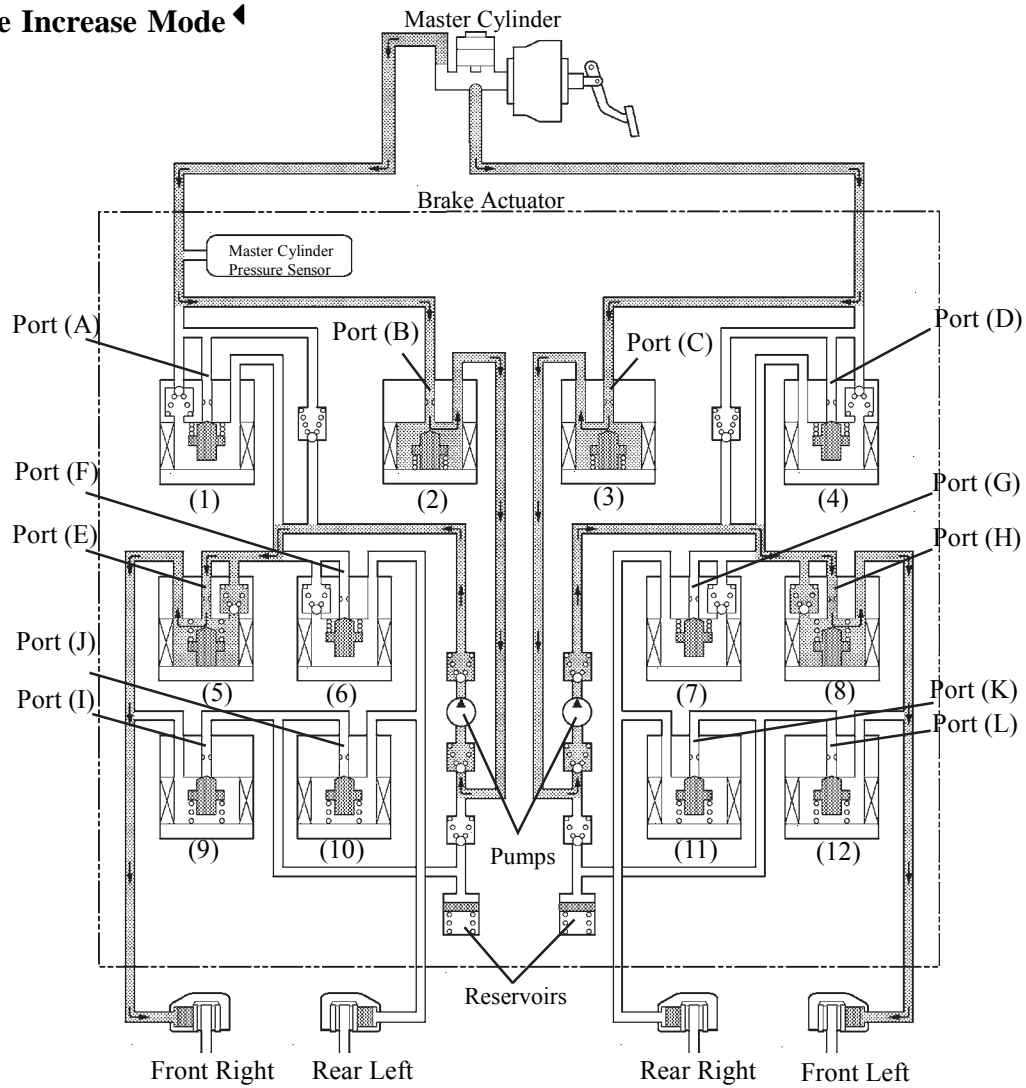 e Increase Mode
Master Cylinder
Brake Actuator
Master Cylinder
Pressure Sensor
Port (A)
Port (B)
Port (C)
Port (D)
(1)
(2)
(3)
(4)
Port (F)
Port (G)
Port (E)
Port (H)
(5)
(6)
(7)
(8)
Port (J)
Port (I)
Port (K)
Port (L)
(9)
(10)
Pumps
(11)
(12)
Reservoirs
Front Right
Rear Left
Rear Right
Front Left